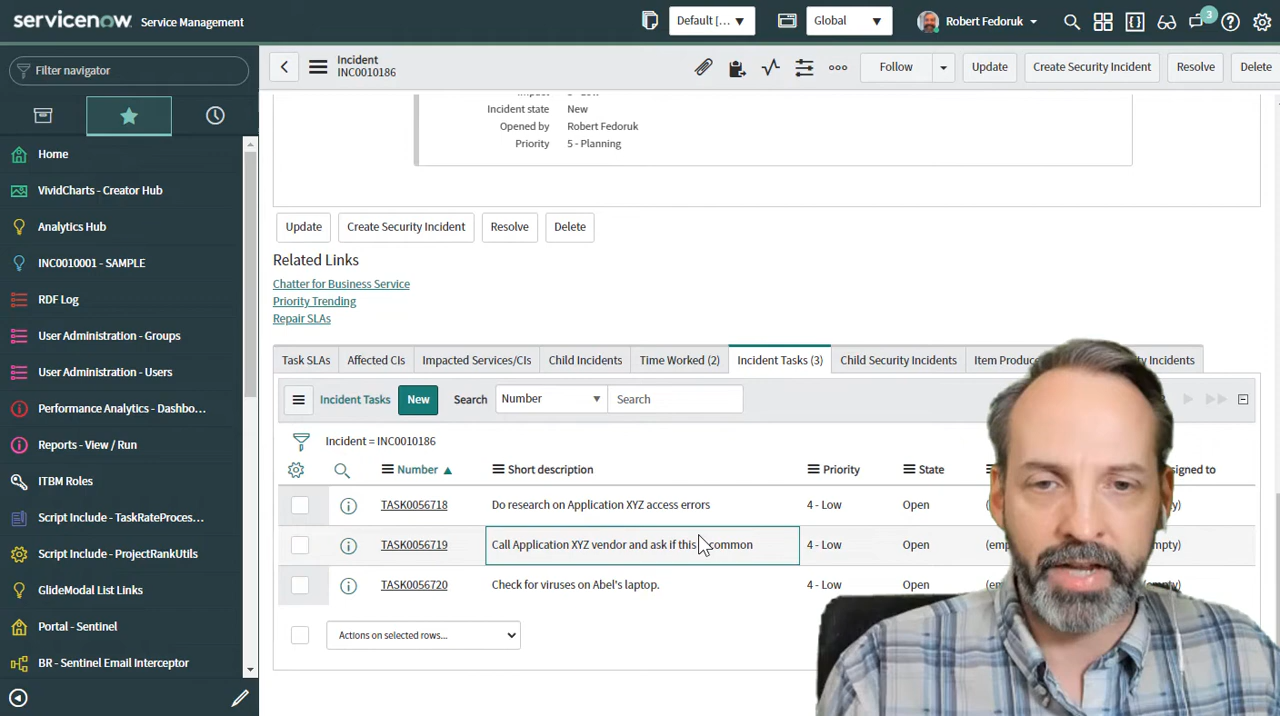 servicenow Service Management
Default [... ▼
Global ▼
Robert Fedoruk
3
Filter navigator
Home
VividCharts - Creator Hub
Analytics Hub
INC0010001 - SAMPLE
RDF Log
User Administration - Groups
User Administration - Users
Performance Analytics - Dashbo...
Reports - View / Run
ITBM Roles
Script Include - TaskRateProces...
Script Include - ProjectRankUtils
GlideModal List Links
Portal - Sentinel
BR - Sentinel Email Interceptor
Incident
INC0010186
Follow
Update
Create Security Incident
Resolve
Delete
Incident state New
Opened by Robert Fedoruk
Priority 5 - Planning
Update
Create Security Incident
Resolve
Delete
Related Links
Chatter for Business Service
Priority Trending
Repair SLAs
Task SLAs
Affected CIs
Impacted Services/CIs
Child Incidents
Time Worked (2)
Incident Tasks (3)
Child Security Incidents
Item Produc
Incidents
Incident Tasks New Search Number Search
Incident = INC0010186
Number Short description Priority State
TASK0056718 Do research on Application XYZ access errors 4 - Low Open
TASK0056719 Call Application XYZ vendor and ask if this common 4 - Low Open
TASK0056720 Check for viruses on Abel's laptop. 4 - Low Open
Actions on selected rows...